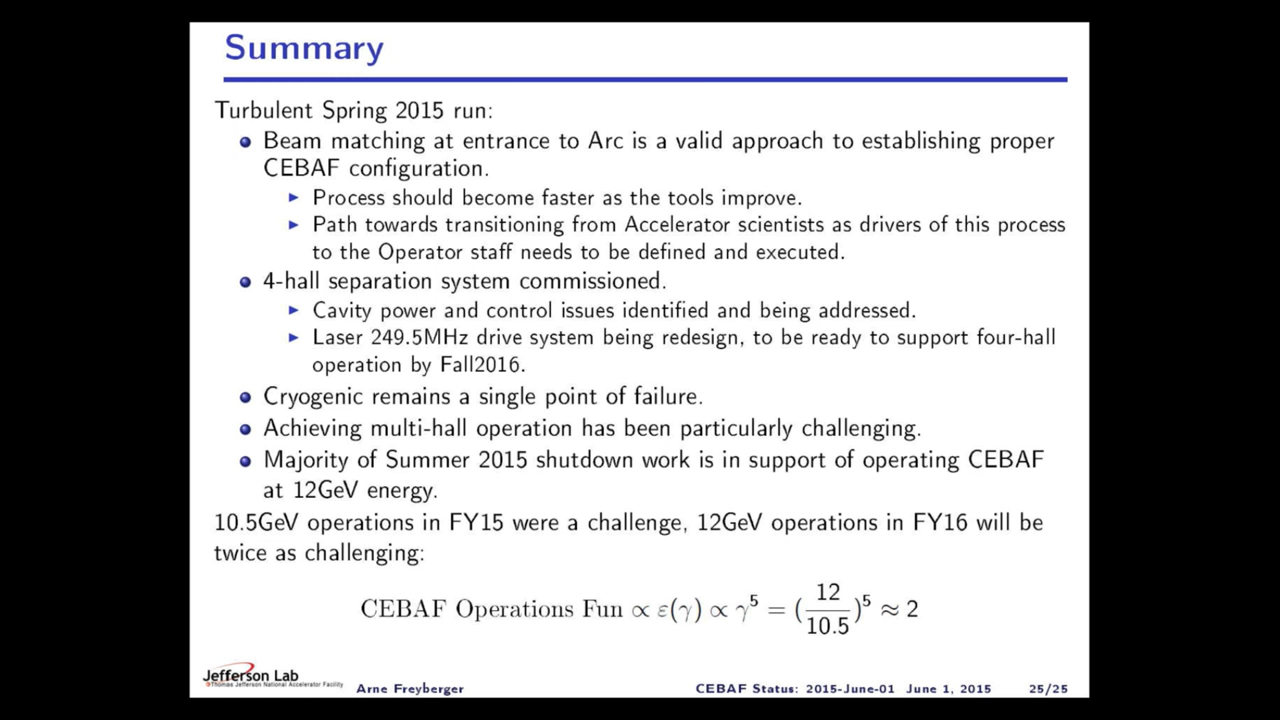 Summary
Turbulent Spring 2015 run:
Beam matching at entrance to Arc is a valid approach to establishing proper
CEBAF configuration.
Process should become faster as the tools improve.
Path towards transitioning from Accelerator scientists as drivers of this process
to the Operator staff needs to be defined and executed.
4-hall separation system commissioned.
Cavity power and control issues identified and being addressed.
Laser 249.5MHz drive system being redesign, to be ready to support four-hall
operation by Fall2016.
Cryogenic remains a single point of failure.
Achieving multi-hall operation has been particularly challenging.
Majority of Summer 2015 shutdown work is in support of operating CEBAF
at 12GeV energy.
10.5GeV operations in FY15 were a challenge, 12GeV operations in FY16 will be
twice as challenging:
CEBAF Operations Fun ∝ ε(γ) ∝ γ^5 = (12/10.5)^5 ≈ 2
Jefferson Lab
Thomas Jefferson National Accelerator Facility
Arne Freyberger CEBAF Status: 2015-June-01 June 1, 2015 25/25